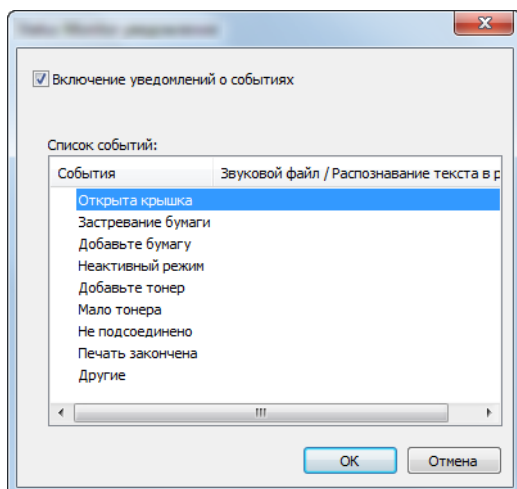 Включение уведомлений о событиях
Список событий:
События Звуковой файл / Распознавание текста в р
Открыта крышка
Застревание бумаги
Добавьте бумагу
Неактивный режим
Добавьте тонер
Мало тонера
Не подсоединено
Печать закончена
Другие
OK Отмена